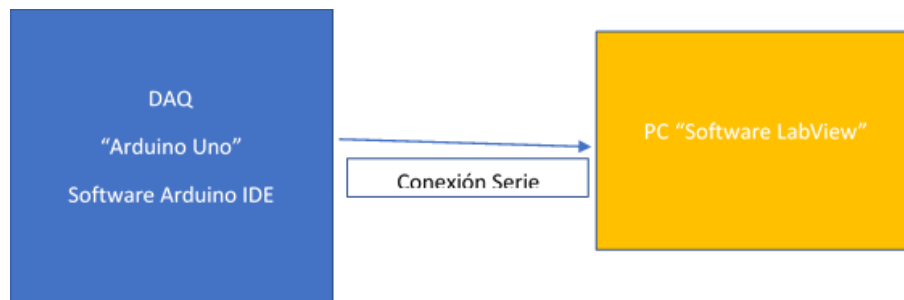 DAQ
“Arduino Uno”
Software Arduino IDE
Conexión Serie
PC “Software LabView”